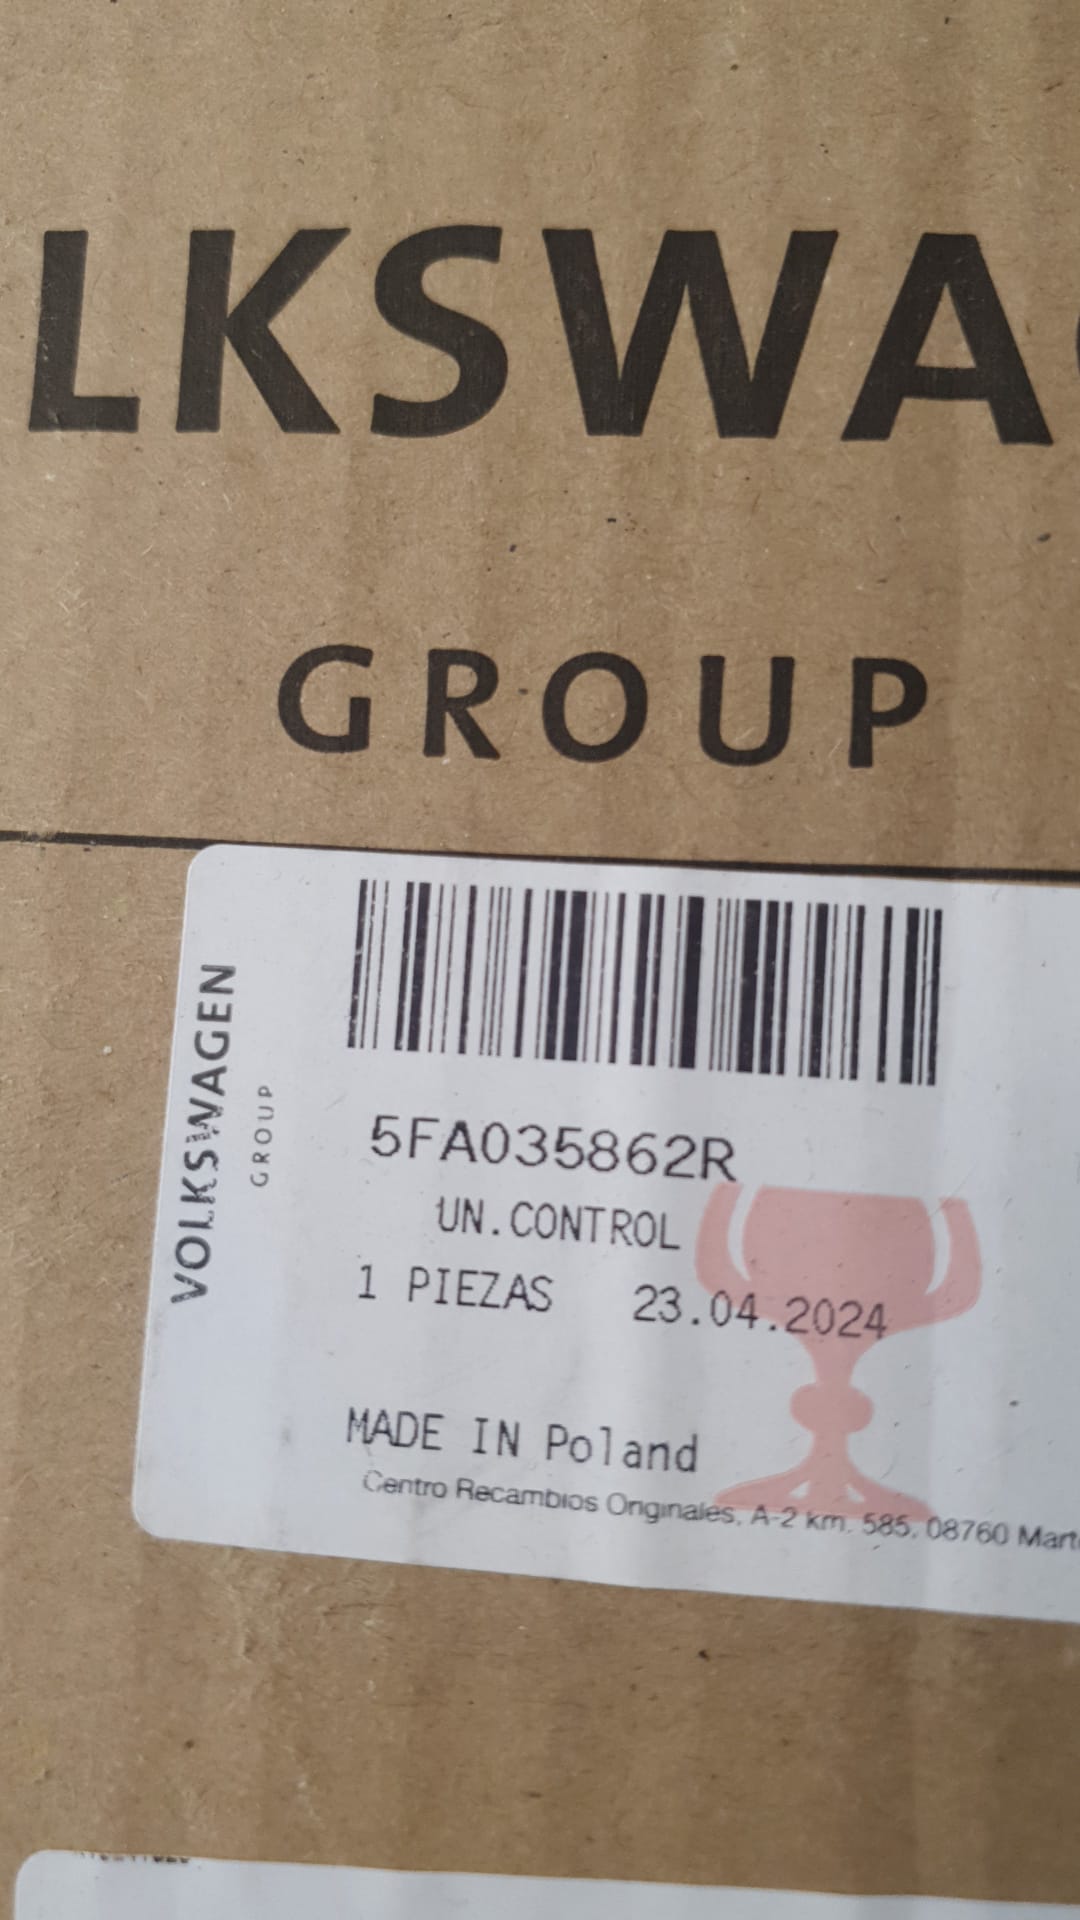 LKSWA
GROUP
VOLKSWAGEN
GROUP
5FA035862R
UN.CONTROL
1 PIEZAS 23.04.2024
MADE IN Poland
Centro Recambios Originales, A-2 km. 585, 08760 Mart